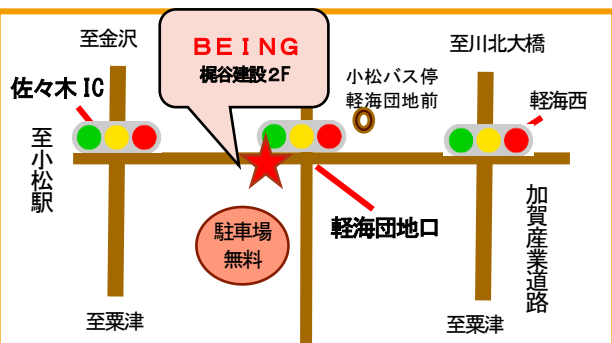 至金沢
BEING
梶谷建設2F
至川北大橋
佐々木IC
小松バス停
軽海団地前
軽海西
至小松駅
駐車場
無料
軽海団地口
加賀産業道路
至粟津
至粟津